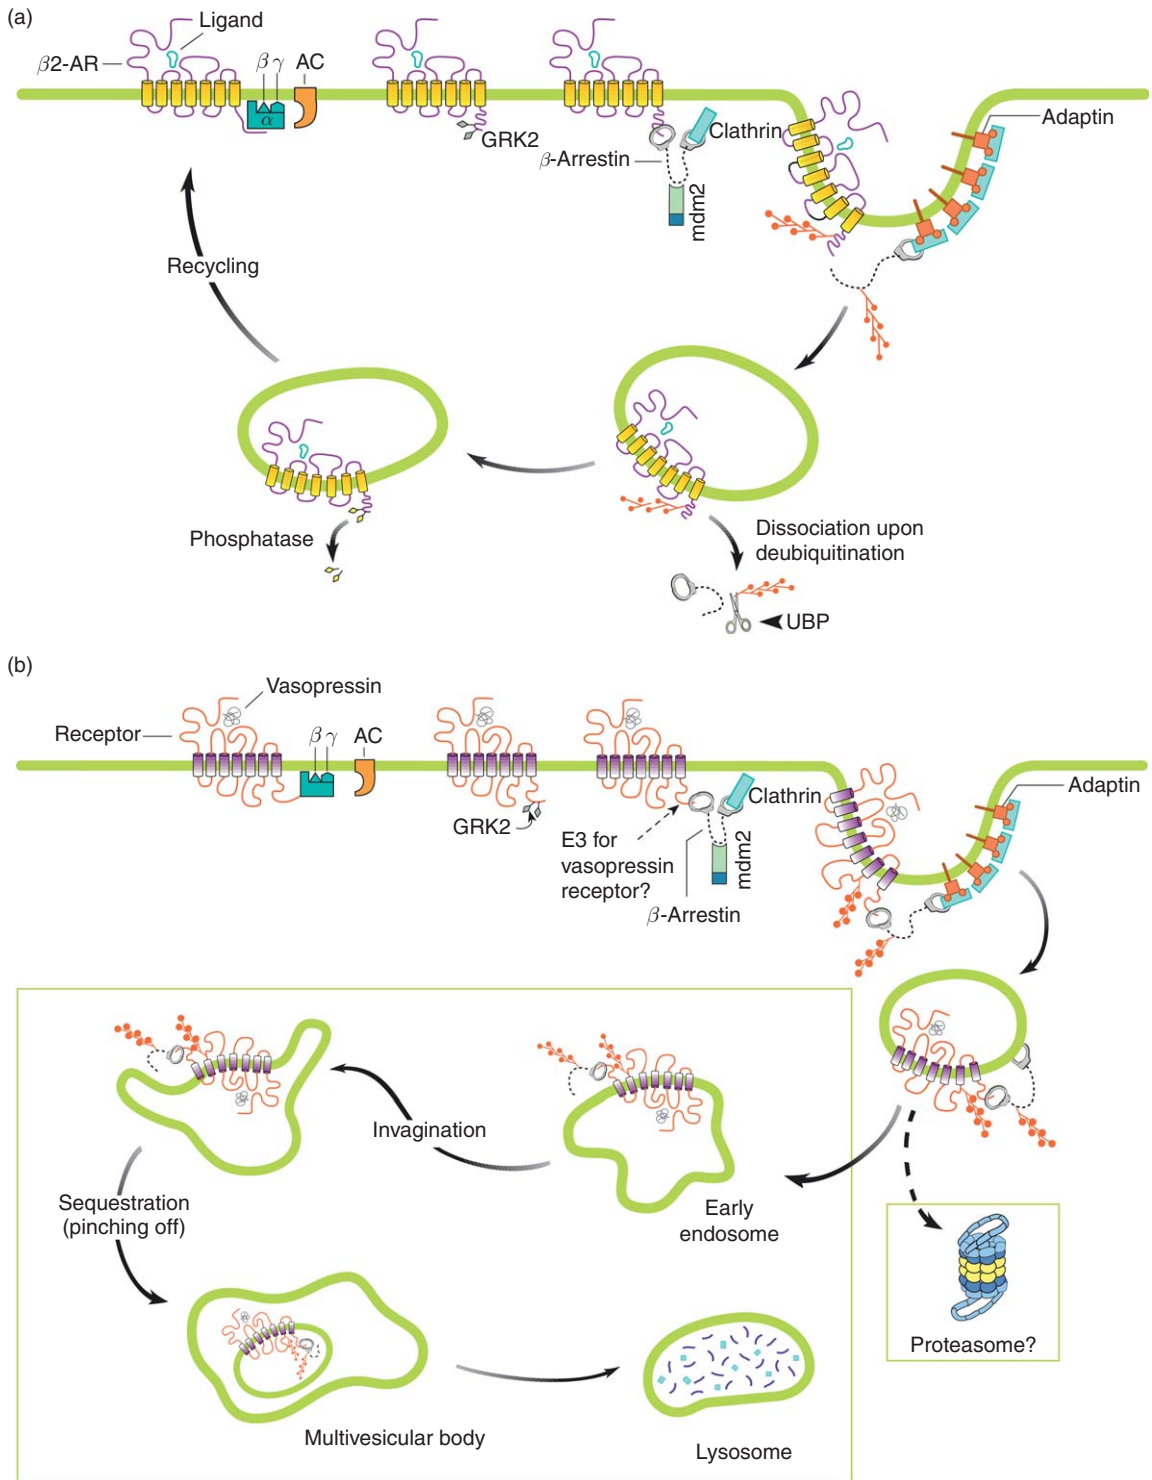 (a)
Ligand
β2-AR
β γ
AC
α
GRK2
β-Arrestin
mdm2
Clathrin
Adaptin
Recycling
Phosphatase
Dissociation upon
deubiquitination
UBP
(b)
Vasopressin
Receptor
β γ
AC
GRK2
E3 for
vasopressin
receptor?
β-Arrestin
mdm2
Clathrin
Adaptin
Invagination
Early
endosome
Sequestration
(pinching off)
Multivesicular body
Lysosome
Proteasome?